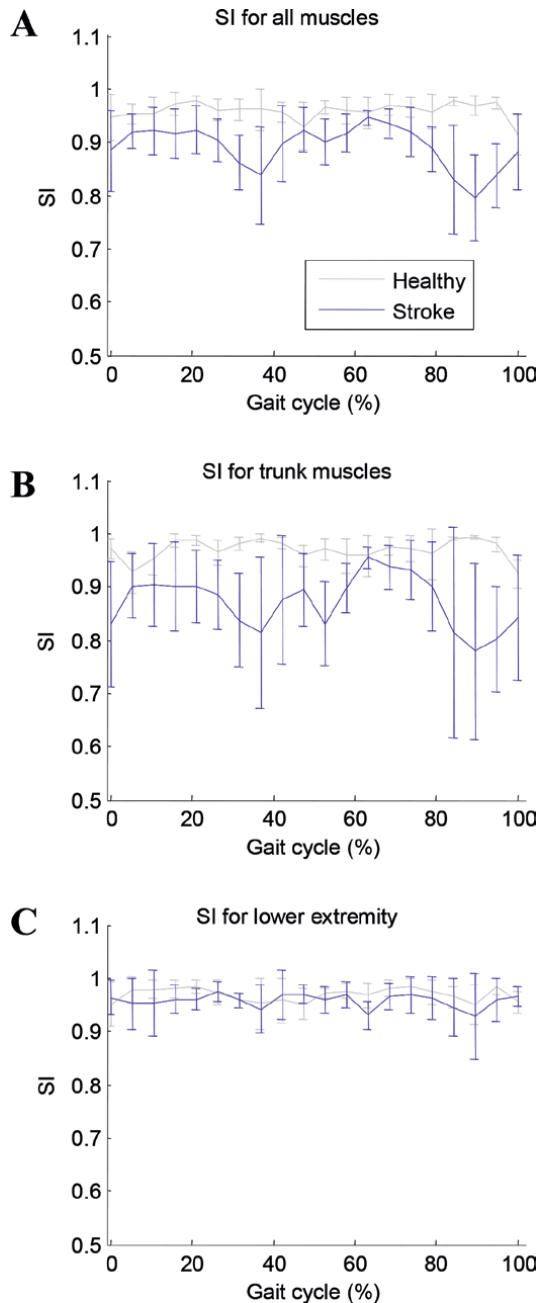 A
SI for all muscles
1.1
1
0.9
0.8
0.7
0.6
0.5
SI
Healthy
Stroke
0 20 40 60 80 100
Gait cycle (%)
B
SI for trunk muscles
1.1
1
0.9
0.8
0.7
0.6
0.5
SI
0 20 40 60 80 100
Gait cycle (%)
C
SI for lower extremity
1.1
1
0.9
0.8
0.7
0.6
0.5
SI
0 20 40 60 80 100
Gait cycle (%)